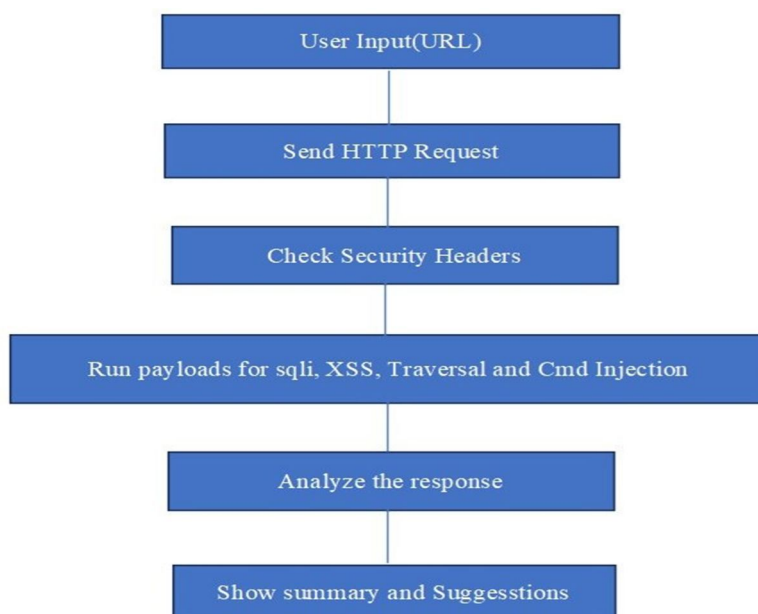 User Input(URL)
Send HTTP Request
Check Security Headers
Run payloads for sqli, XSS, Traversal and Cmd Injection
Analyze the response
Show summary and Suggesstions